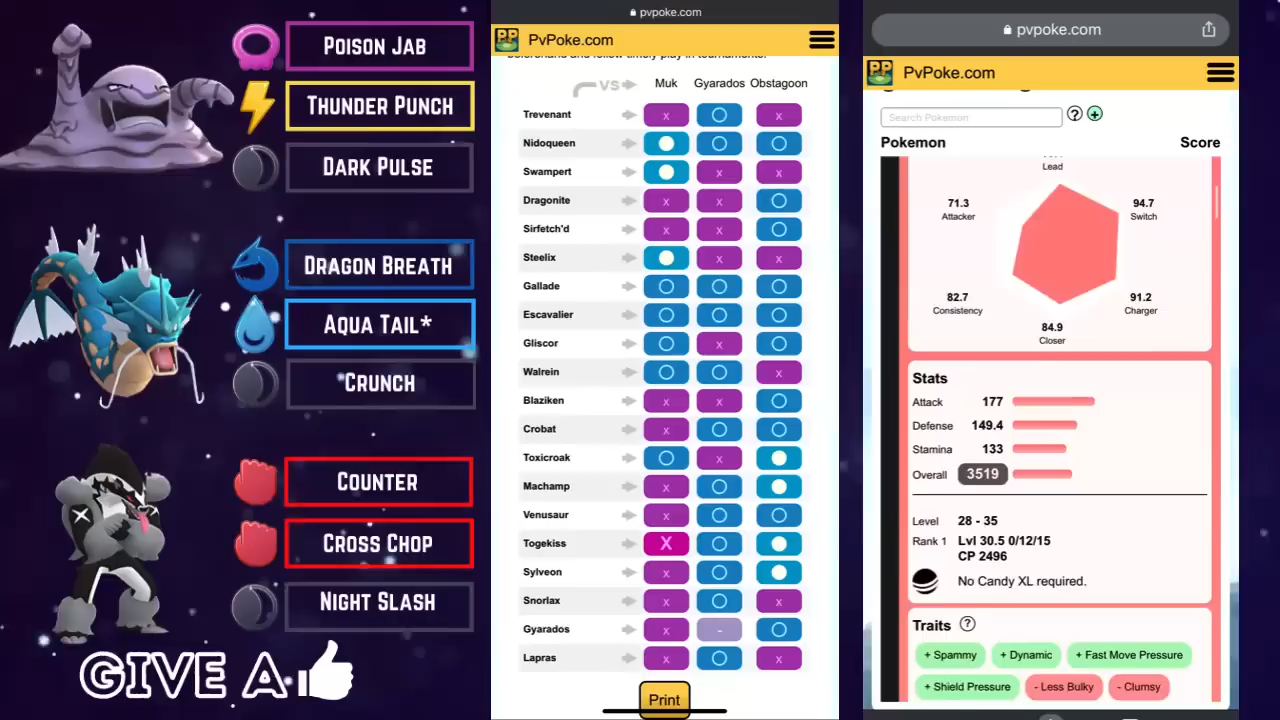 POISON JAB
THUNDER PUNCH
DARK PULSE
DRAGON BREATH
AQUA TAIL*
CRUNCH
COUNTER
CROSS CHOP
NIGHT SLASH
GIVE A
pvpoke.com
PvPoke.com
VS Muk Gyarados Obstagoon
Trevenant x x
Nidoqueen
Swampert x x
Dragonite x x
Sirfetch'd x x
Steelix x x
Gallade
Escavalier
Gliscor x
Walrein x
Blaziken x x
Crobat x
Toxicroak x
Machamp x
Venusaur x
Togekiss X
Sylveon x
Snorlax x x
Gyarados x -
Lapras x x
Print
pvpoke.com
PvPoke.com
Search Pokemon ? +
Pokemon Score
Lead
71.3 94.7
Attacker Switch
82.7 91.2
Consistency Charger
84.9
Closer
Stats
Attack 177
Defense 149.4
Stamina 133
Overall 3519
Level 28 - 35
Rank 1 Lvl 30.5 0/12/15
CP 2496
No Candy XL required.
Traits ?
+ Spammy + Dynamic + Fast Move Pressure
+ Shield Pressure - Less Bulky - Clumsy